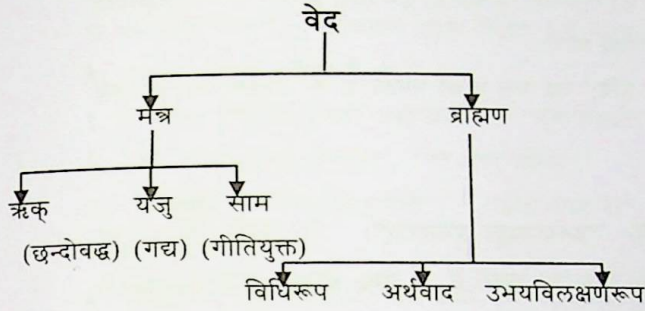 वेद
मन्त्र ब्राह्मण
ऋक् यजु साम
(छन्दोवद्ध) (गद्य) (गीतियुक्त)
विधिरूप अर्थवाद उभयविलक्षणरूप